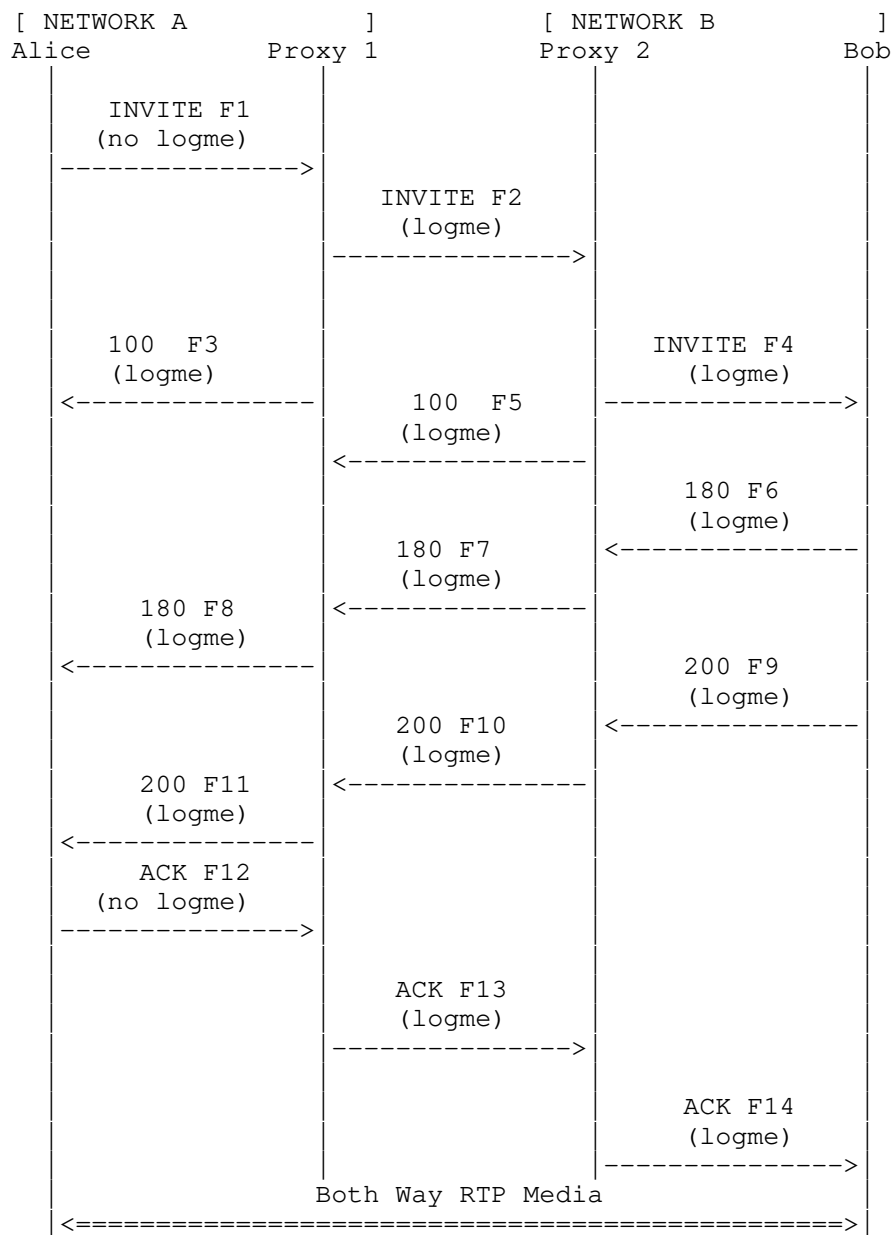 [ NETWORK A ] [ NETWORK B ]
Alice Proxy 1 Proxy 2 Bob
INVITE F1
(no logme)
INVITE F2
(logme)
100 F3 INVITE F4
(logme) (logme)
100 F5
(logme)
180 F6
(logme)
180 F7
(logme)
180 F8
(logme)
200 F9
(logme)
200 F10
(logme)
200 F11
(logme)
ACK F12
(no logme)
ACK F13
(logme)
ACK F14
(logme)
Both Way RTP Media